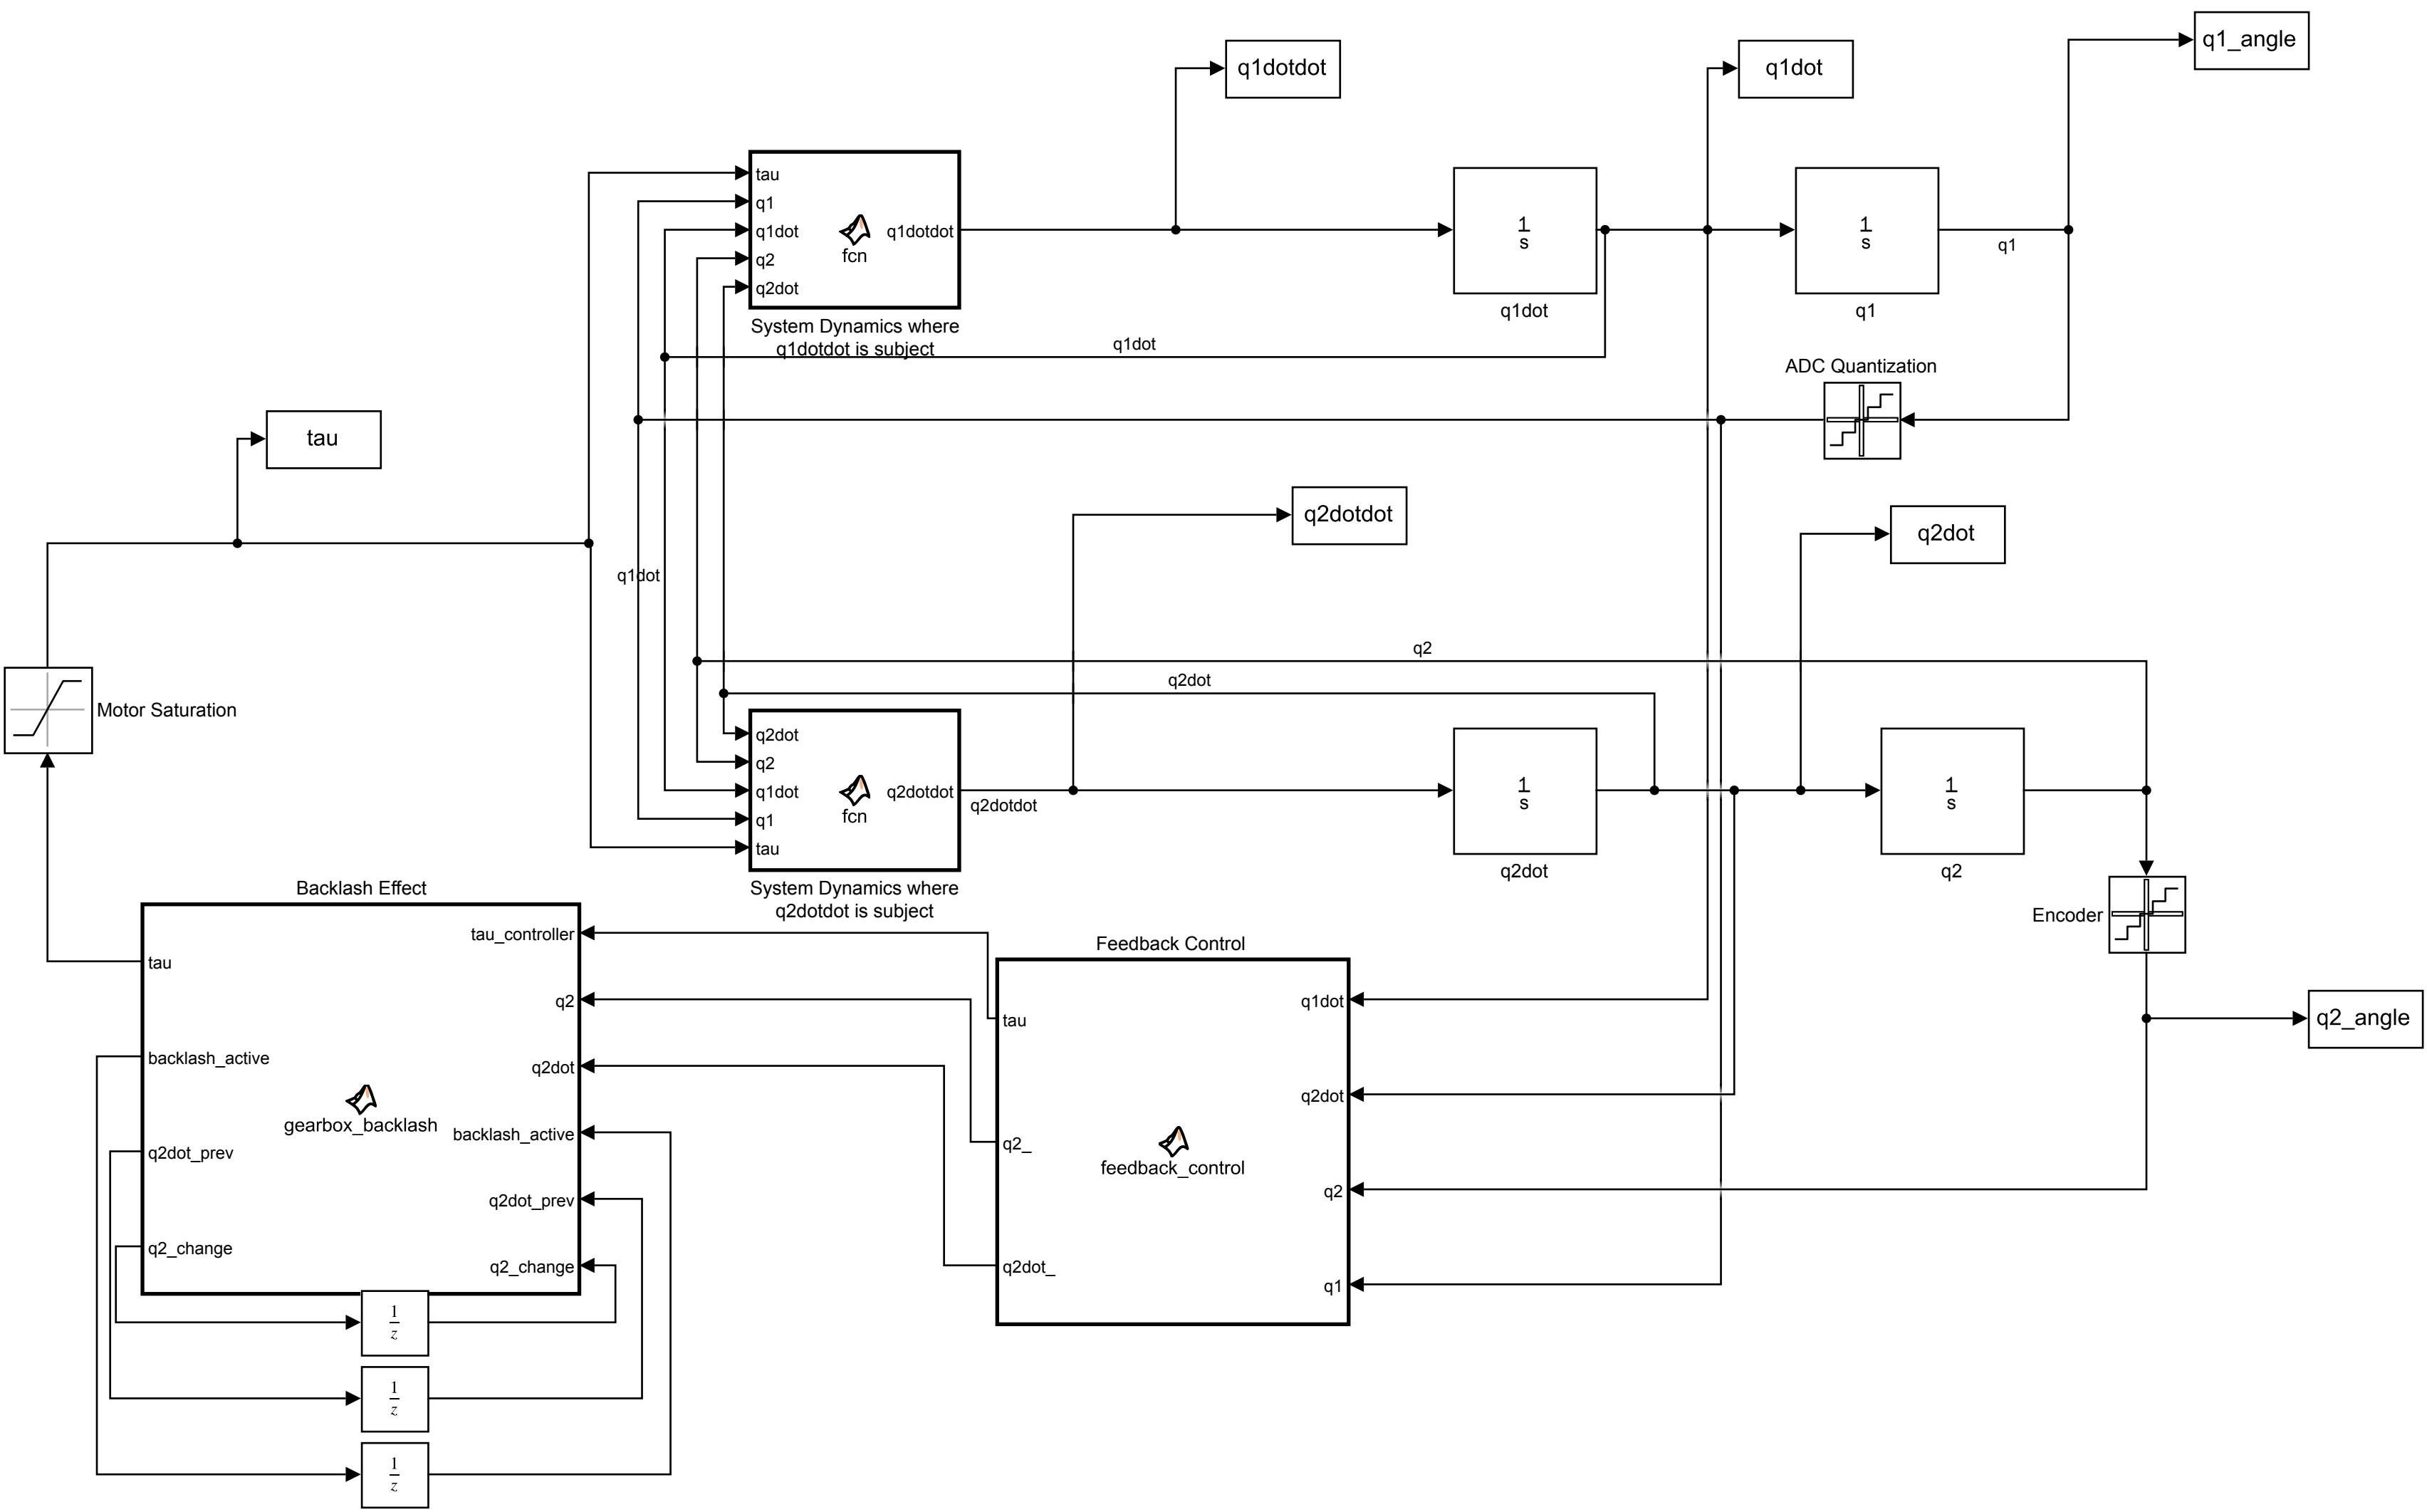 q1_angle
q1dotdot
q1dot
tau
q1
q1dot
q2
q2dot
fcn
q1dotdot
System Dynamics where
q1dotdot is subject
1
s
q1dot
1
s
q1
q1
q1dot
ADC Quantization
tau
q2dotdot
q2dot
q1dot
q2
q2dot
Motor Saturation
q2dot
q2
q1dot
q1
tau
fcn
q2dotdot
q2dotdot
System Dynamics where
q2dotdot is subject
1
s
q2dot
1
s
q2
Encoder
q2_angle
Backlash Effect
tau
backlash_active
q2dot_prev
q2_change
gearbox_backlash
tau_controller
q2
q2dot
backlash_active
q2dot_prev
q2_change
Feedback Control
tau
q2_
q2dot_
feedback_control
q1dot
q2dot
q2
q1
1
z
1
z
1
z